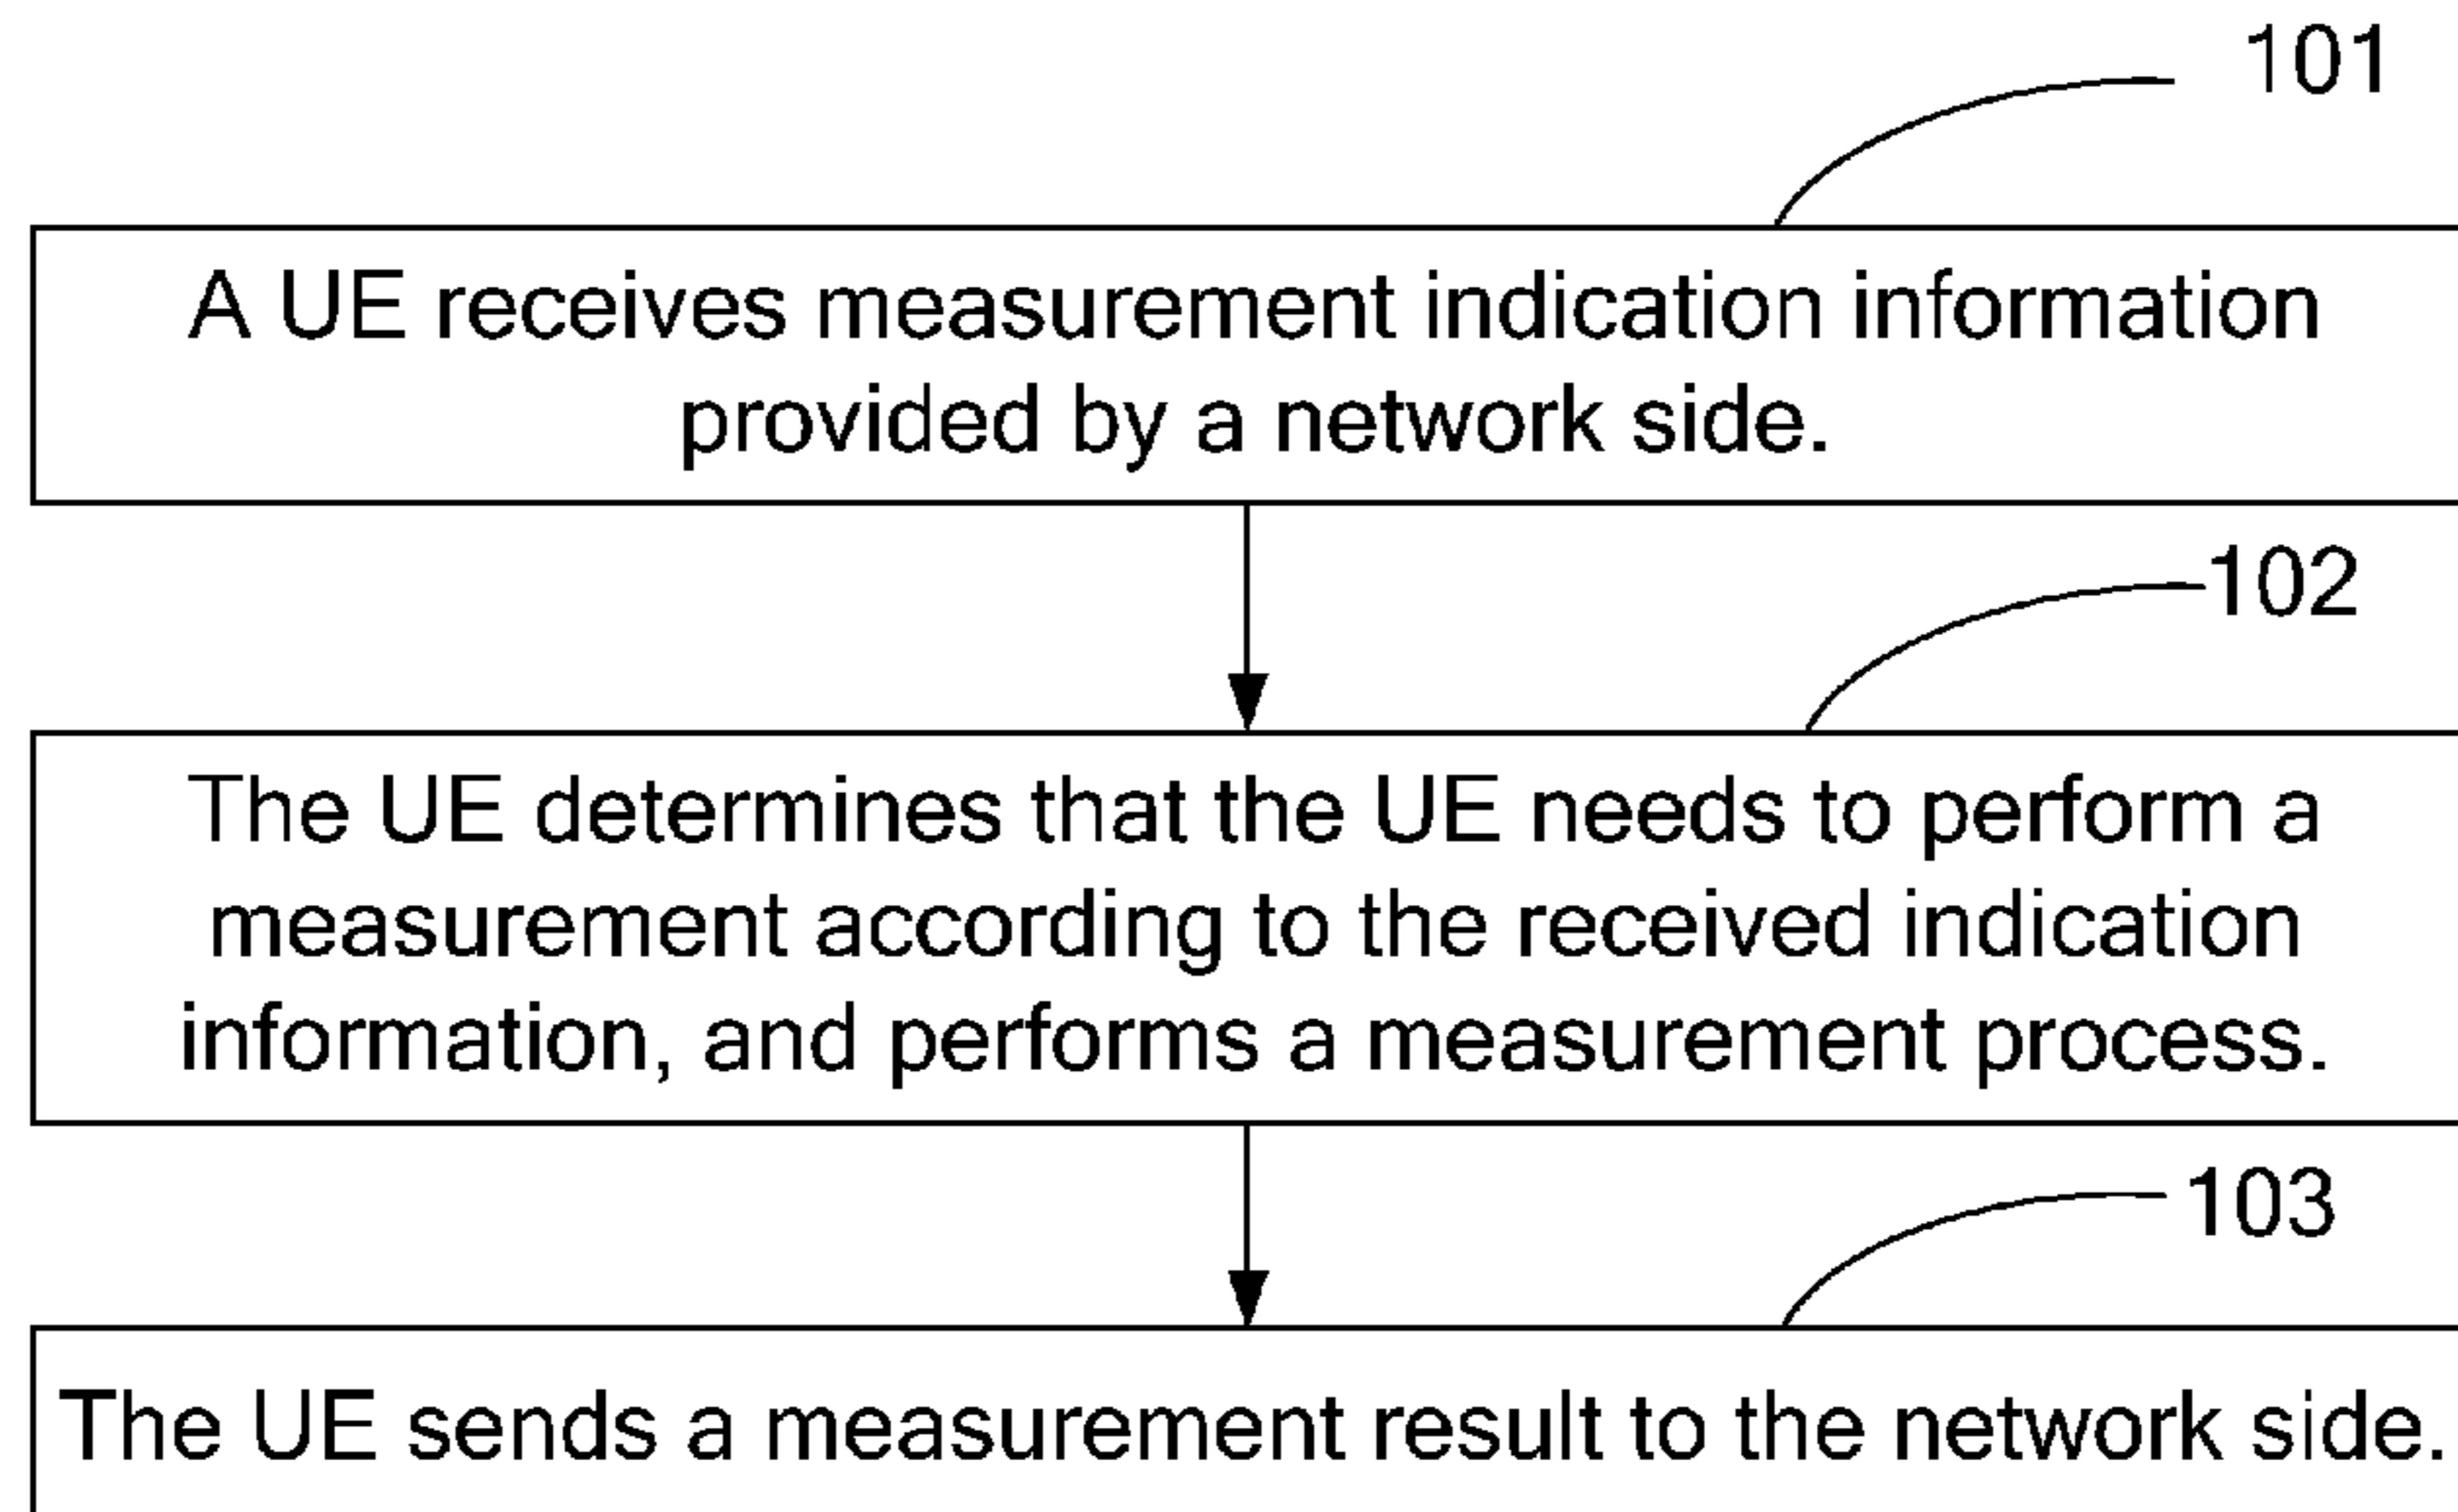 101
A UE receives measurement indication information
provided by a network side.
102
The UE determines that the UE needs to perform a
measurement according to the received indication
information, and performs a measurement process.
103
The UE sends a measurement result to the network side.